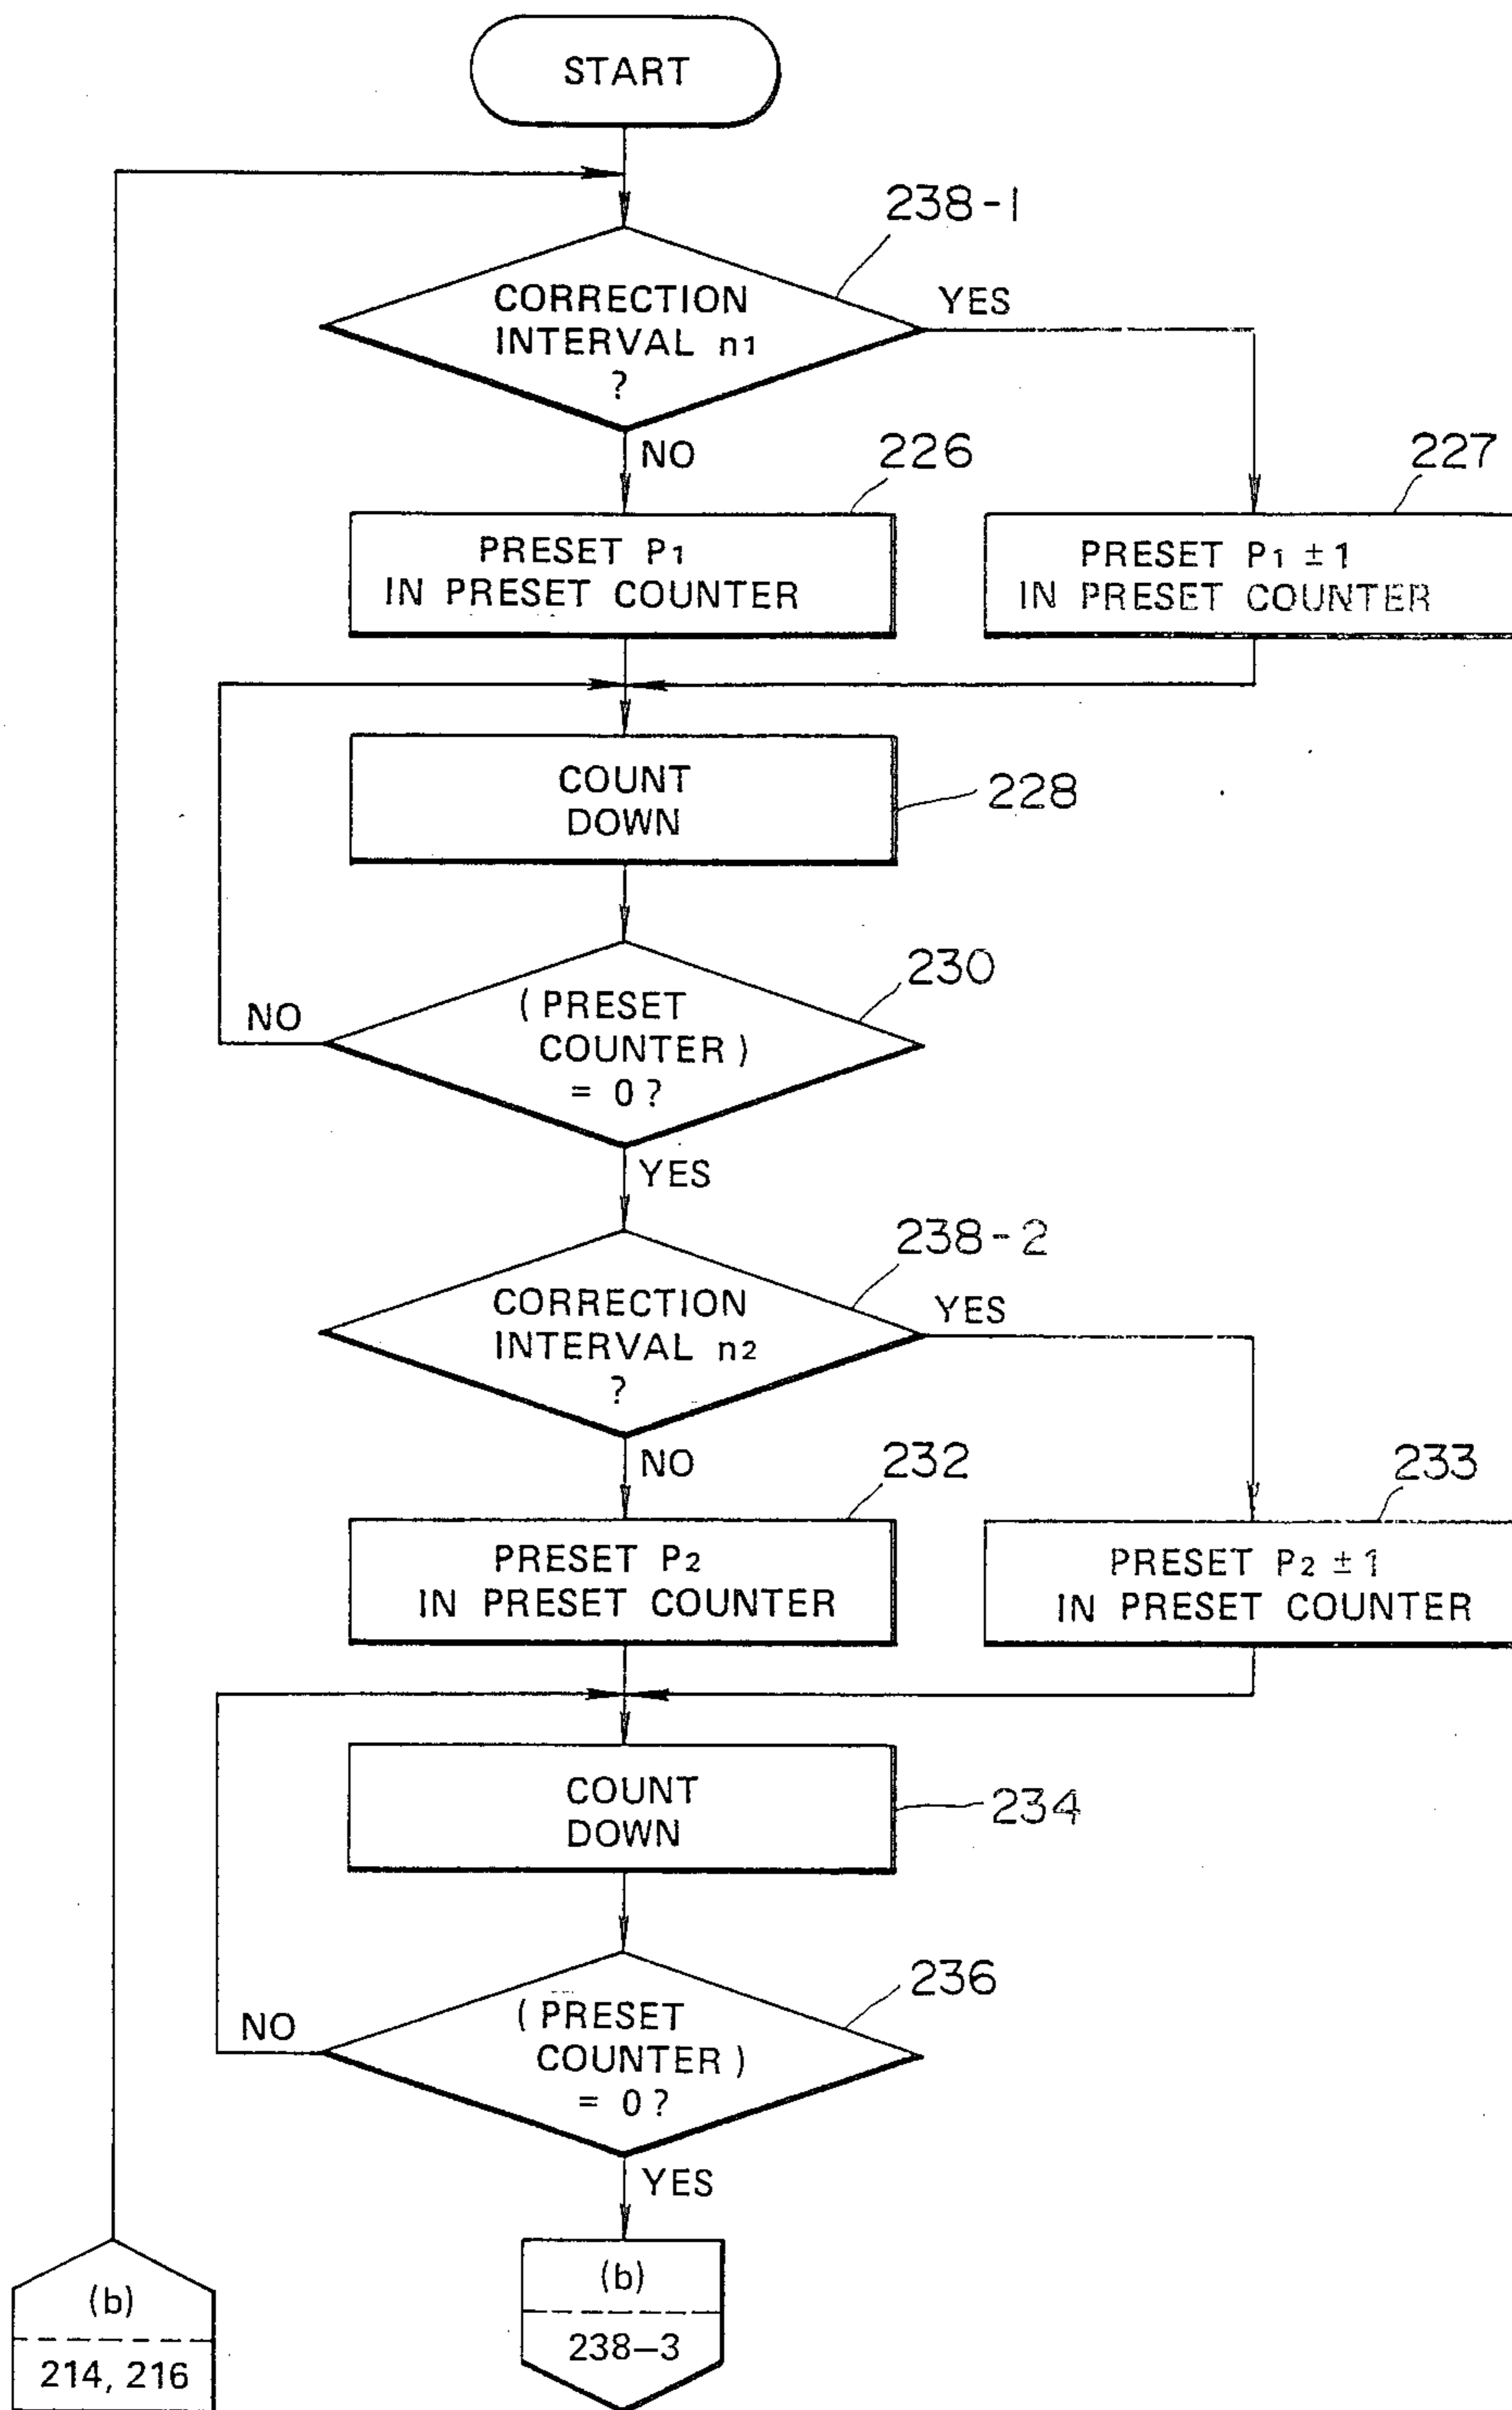 START
238-1
CORRECTION
INTERVAL n1
?
YES
NO
226
227
PRESET P1
IN PRESET COUNTER
PRESET P1 ± 1
IN PRESET COUNTER
COUNT
DOWN
228
230
(PRESET
COUNTER)
= 0 ?
NO
YES
238-2
CORRECTION
INTERVAL n2
?
YES
NO
232
233
PRESET P2
IN PRESET COUNTER
PRESET P2 ± 1
IN PRESET COUNTER
COUNT
DOWN
234
236
(PRESET
COUNTER)
= 0 ?
NO
YES
(b)
214, 216
(b)
238–3